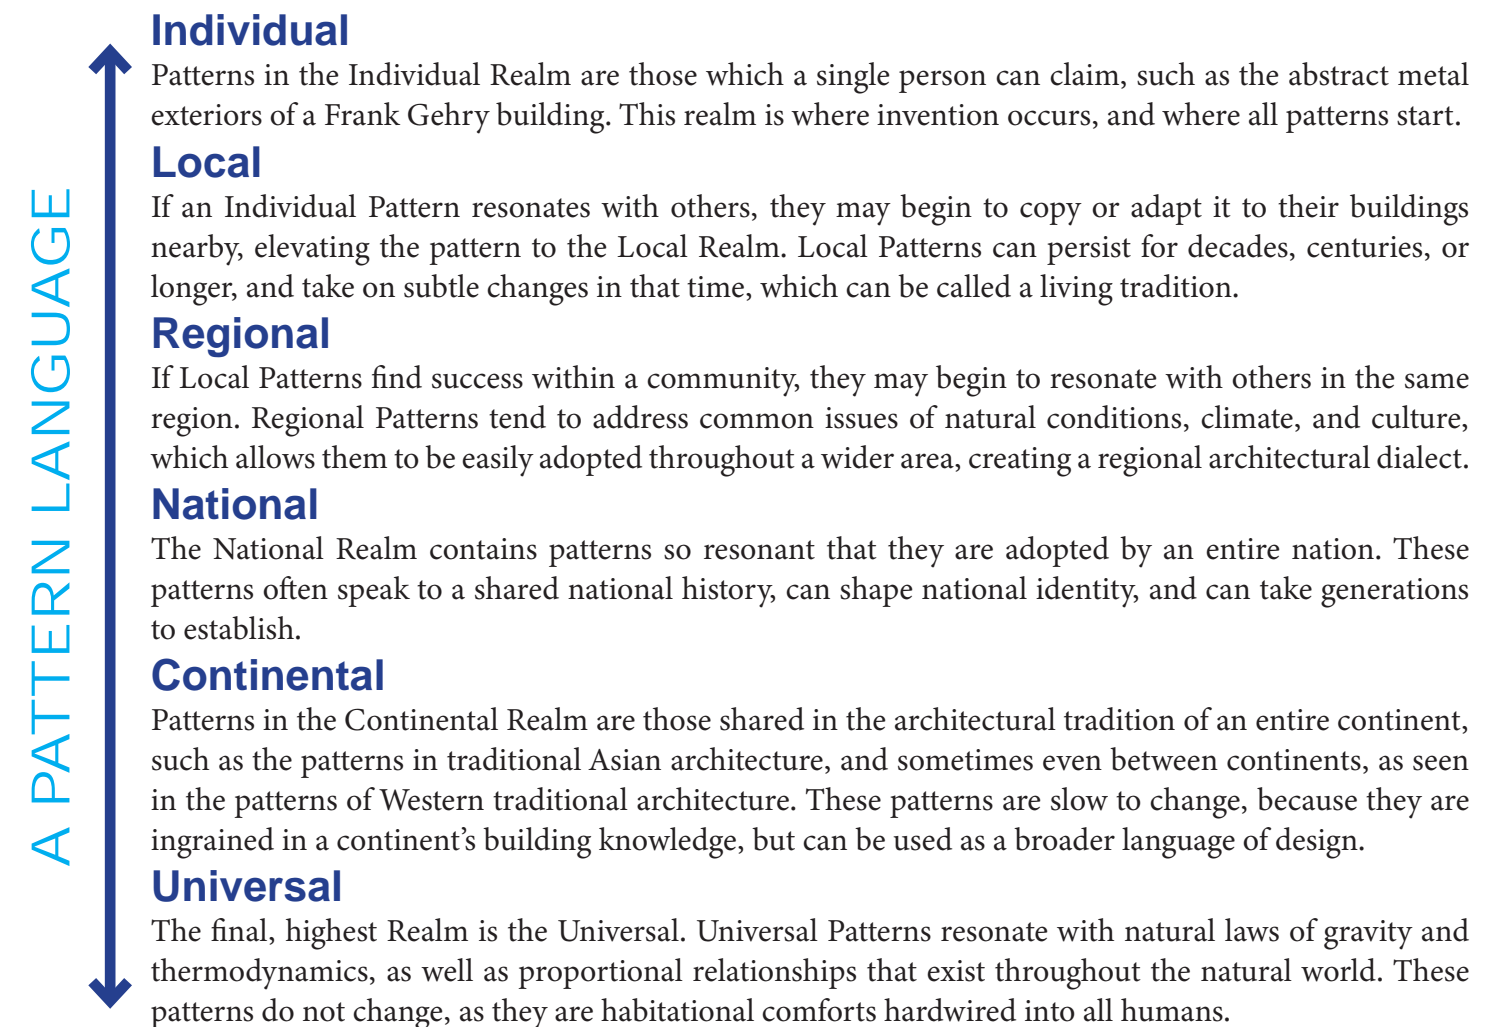 Individual
Patterns in the Individual Realm are those which a single person can claim, such as the abstract metal
exteriors of a Frank Gehry building. This realm is where invention occurs, and where all patterns start.
Local
If an Individual Pattern resonates with others, they may begin to copy or adapt it to their buildings
nearby, elevating the pattern to the Local Realm. Local Patterns can persist for decades, centuries, or
longer, and take on subtle changes in that time, which can be called a living tradition.
Regional
If Local Patterns find success within a community, they may begin to resonate with others in the same
region. Regional Patterns tend to address common issues of natural conditions, climate, and culture,
which allows them to be easily adopted throughout a wider area, creating a regional architectural dialect.
National
The National Realm contains patterns so resonant that they are adopted by an entire nation. These
patterns often speak to a shared national history, can shape national identity, and can take generations
to establish.
Continental
Patterns in the Continental Realm are those shared in the architectural tradition of an entire continent,
such as the patterns in traditional Asian architecture, and sometimes even between continents, as seen
in the patterns of Western traditional architecture. These patterns are slow to change, because they are
ingrained in a continent’s building knowledge, but can be used as a broader language of design.
Universal
The final, highest Realm is the Universal. Universal Patterns resonate with natural laws of gravity and
thermodynamics, as well as proportional relationships that exist throughout the natural world. These
patterns do not change, as they are habitational comforts hardwired into all humans.
A PATTERN LANGUAGE